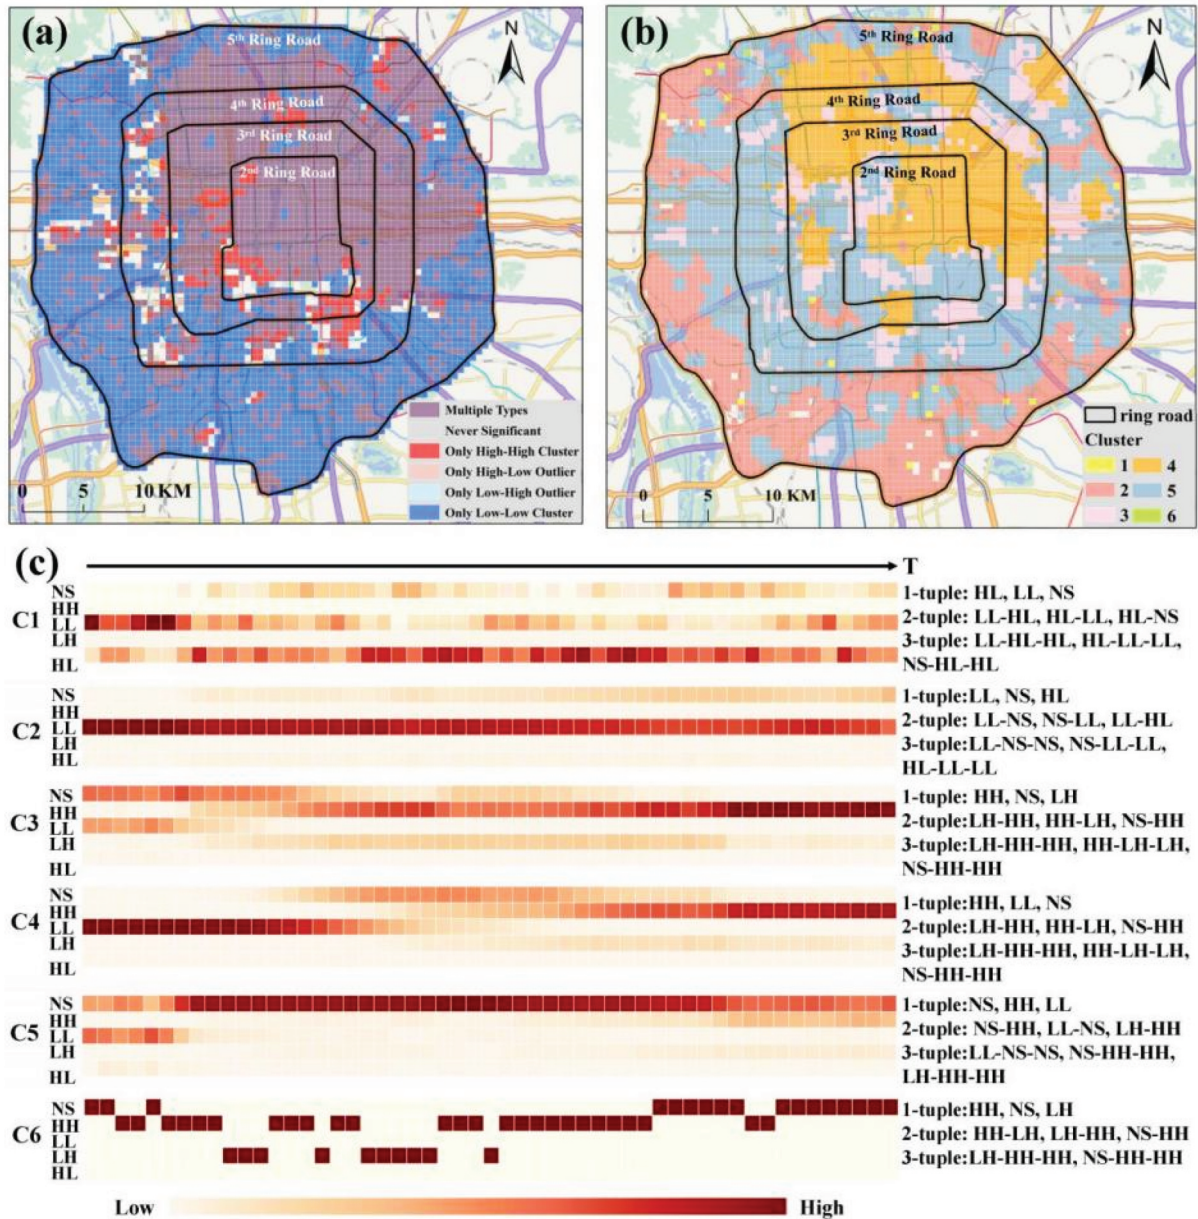 (a)
5th Ring Road
N
4th Ring Road
3rd Ring Road
2nd Ring Road
Multiple Types
Never Significant
Only High-High Cluster
Only High-Low Outlier
Only Low-High Outlier
Only Low-Low Cluster
0 5 10 KM
(b)
5th Ring Road
N
4th Ring Road
3rd Ring Road
2nd Ring Road
ring road
Cluster
1 4
2 5
3 6
0 5 10 KM
(c)
T
C1
NS
HH
LL
LH
HL
1-tuple: HL, LL, NS
2-tuple: LL-HL, HL-LL, HL-NS
3-tuple: LL-HL-HL, HL-LL-LL,
NS-HL-HL
C2
NS
HH
LL
LH
HL
1-tuple:LL, NS, HL
2-tuple: LL-NS, NS-LL, LL-HL
3-tuple:LL-NS-NS, NS-LL-LL,
HL-LL-LL
C3
NS
HH
LL
LH
HL
1-tuple: HH, NS, LH
2-tuple:LH-HH, HH-LH, NS-HH
3-tuple:LH-HH-HH, HH-LH-LH,
NS-HH-HH
C4
NS
HH
LL
LH
HL
1-tuple:HH, LL, NS
2-tuple:LH-HH, HH-LH, NS-HH
3-tuple:LH-HH-HH, HH-LH-LH,
NS-HH-HH
C5
NS
HH
LL
LH
HL
1-tuple:NS, HH, LL
2-tuple: NS-HH, LL-NS, LH-HH
3-tuple:LL-NS-NS, NS-HH-HH,
LH-HH-HH
C6
NS
HH
LL
LH
HL
1-tuple:HH, NS, LH
2-tuple: HH-LH, LH-HH, NS-HH
3-tuple:LH-HH-HH, NS-HH-HH
Low High